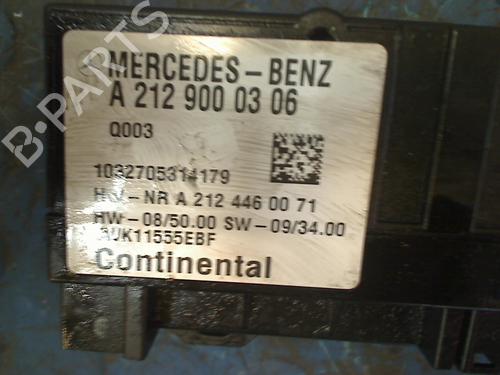 MERCEDES-BENZ
A 212 900 03 06
Q003
1032705314179
HW-NR A 212 446 00 71
HW-08/50.00 SW-09/34.00
Continental
B-PARTS